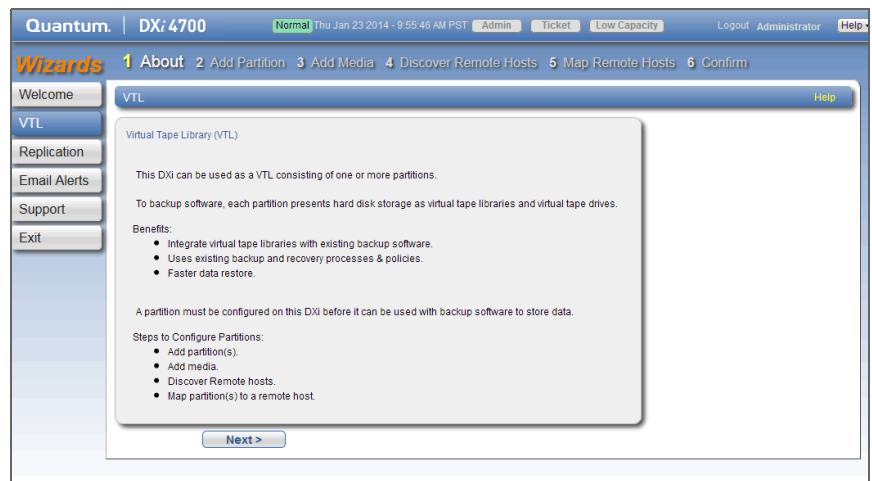 Quantum. DXi 4700 Normal Thu Jan 23 2014 - 9:55:46 AM PST Admin Ticket Low Capacity Logout Administrator Help
Wizards 1 About 2 Add Partition 3 Add Media 4 Discover Remote Hosts 5 Map Remote Hosts 6 Confirm
Welcome
VTL
Replication
Email Alerts
Support
Exit
VTL Help
Virtual Tape Library (VTL)
This DXi can be used as a VTL consisting of one or more partitions.
To backup software, each partition presents hard disk storage as virtual tape libraries and virtual tape drives.
Benefits:
● Integrate virtual tape libraries with existing backup software.
● Uses existing backup and recovery processes & policies.
● Faster data restore.
A partition must be configured on this DXi before it can be used with backup software to store data.
Steps to Configure Partitions:
● Add partition(s).
● Add media.
● Discover Remote hosts.
● Map partition(s) to a remote host.
Next >